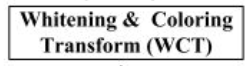 Whitening & Coloring
Transform (WCT)